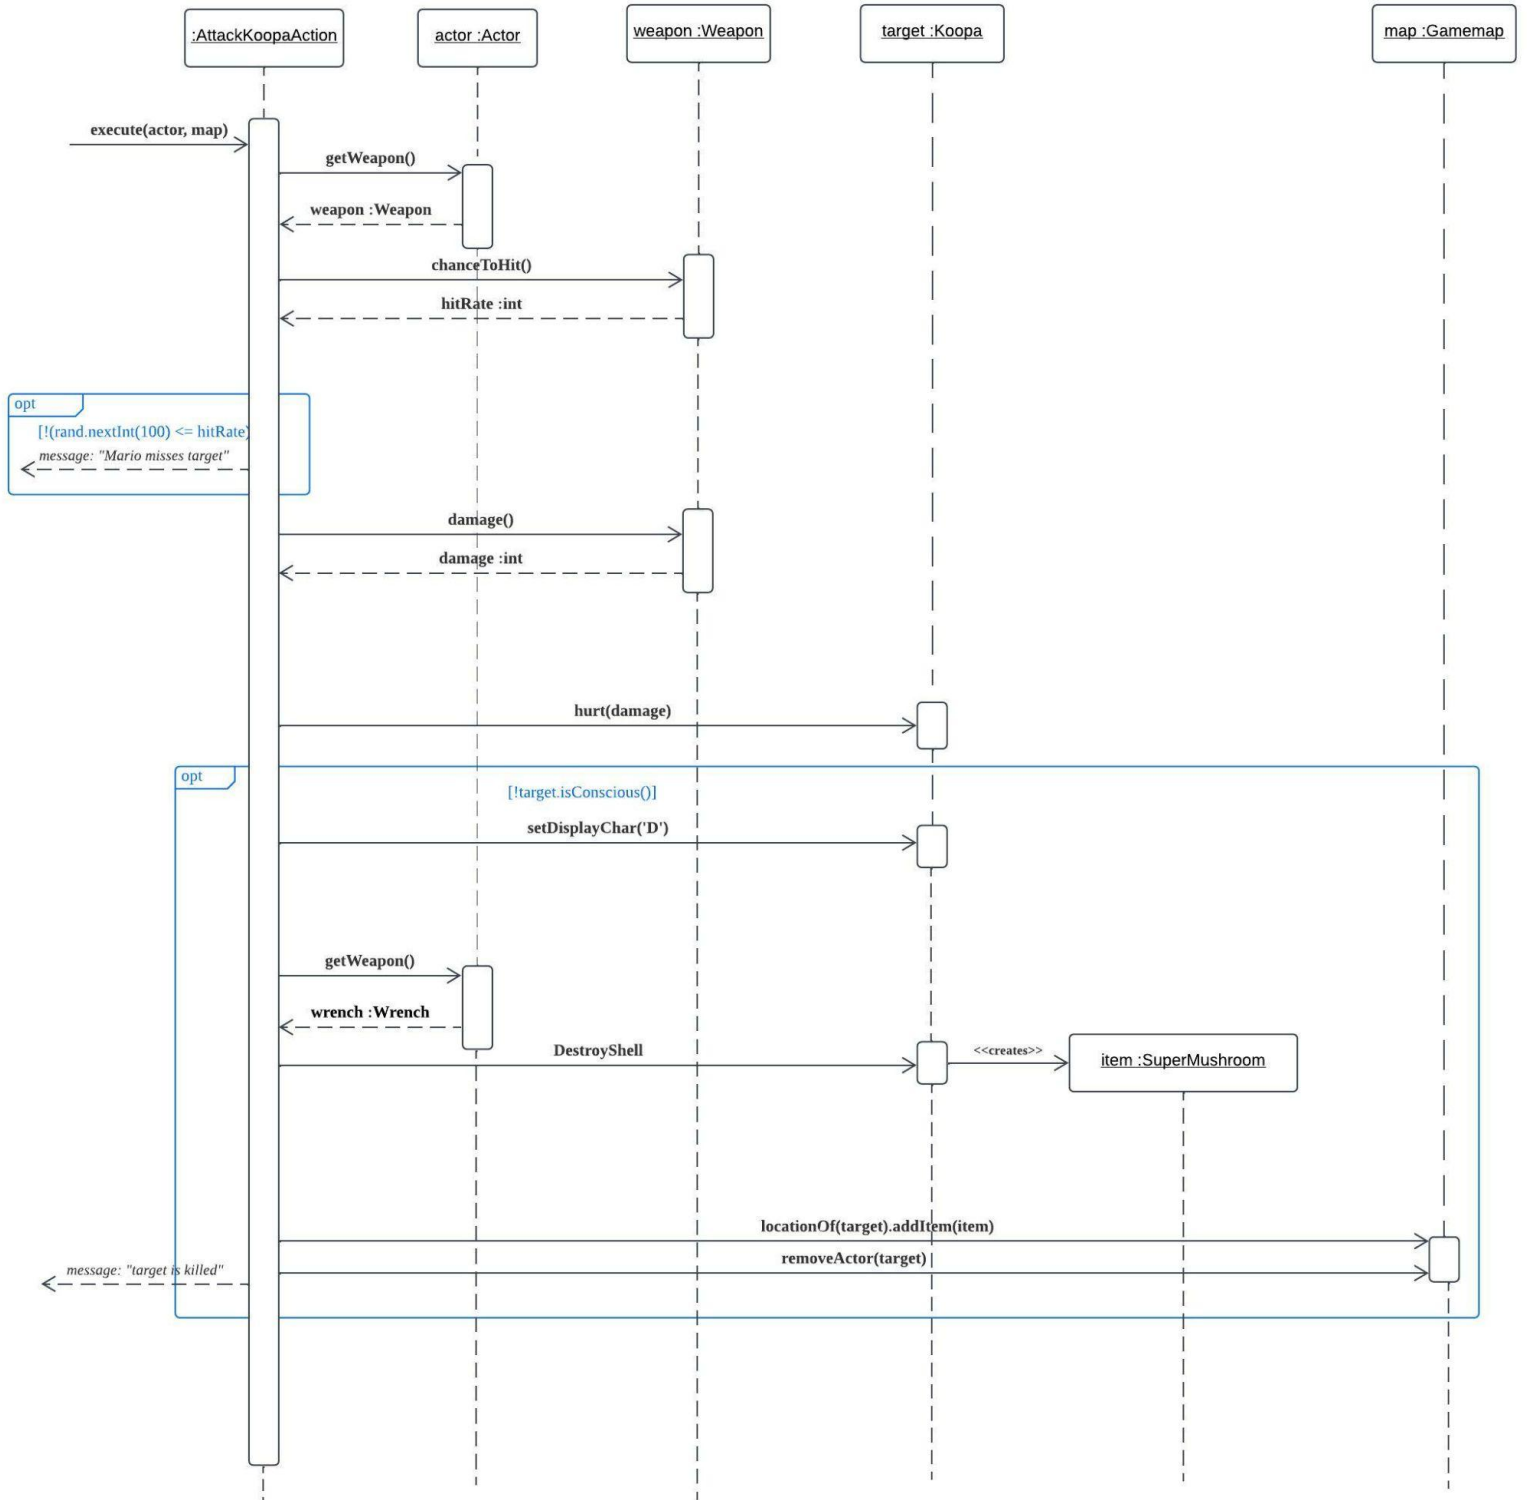 :AttackKoopaAction
actor :Actor
weapon :Weapon
target :Koopa
map :Gamemap
execute(actor, map)
getWeapon()
weapon :Weapon
chanceToHit()
hitRate :int
opt
[!(rand.nextInt(100) <= hitRate)
message: "Mario misses target"
damage()
damage :int
hurt(damage)
opt
[!target.isConscious()]
setDisplayChar('D')
getWeapon()
wrench :Wrench
DestroyShell
<<creates>>
item :SuperMushroom
locationOf(target).addItem(item)
removeActor(target)
message: "target is killed"